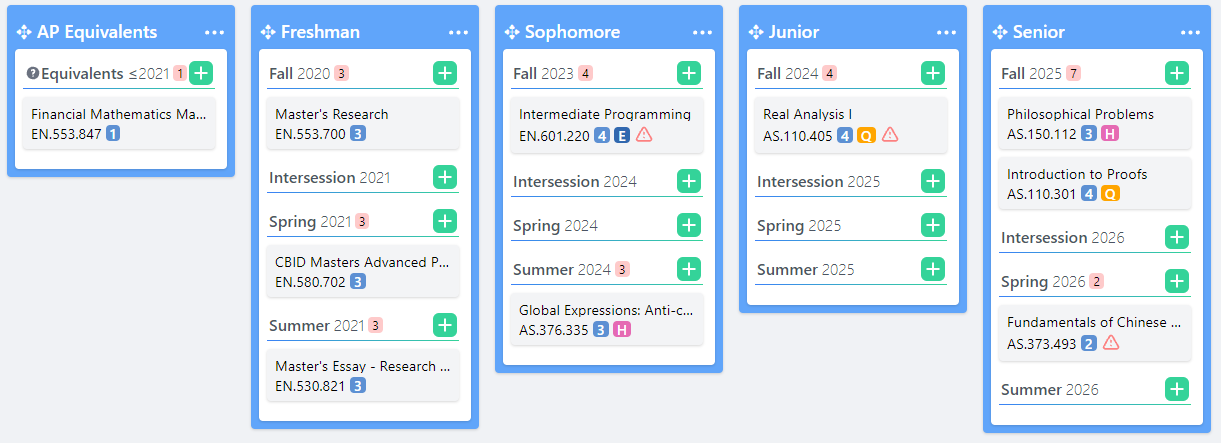 AP Equivalents
Equivalents ≤2021 1
Financial Mathematics Ma...
EN.553.847 1
Freshman
Fall 2020 3
Master's Research
EN.553.700 3
Intersession 2021
Spring 2021 3
CBID Masters Advanced P...
EN.580.702 3
Summer 2021 3
Master's Essay - Research ...
EN.530.821 3
Sophomore
Fall 2023 4
Intermediate Programming
EN.601.220 4 E
Intersession 2024
Spring 2024
Summer 2024 3
Global Expressions: Anti-c...
AS.376.335 3 H
Junior
Fall 2024 4
Real Analysis I
AS.110.405 4 Q
Intersession 2025
Spring 2025
Summer 2025
Senior
Fall 2025 7
Philosophical Problems
AS.150.112 3 H
Introduction to Proofs
AS.110.301 4 Q
Intersession 2026
Spring 2026 2
Fundamentals of Chinese ...
AS.373.493 2
Summer 2026